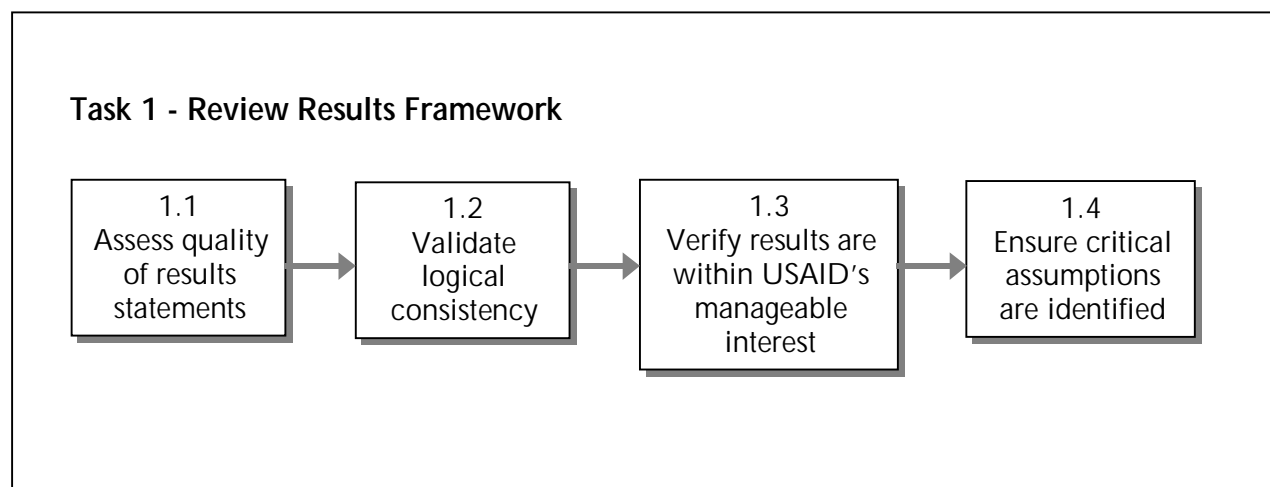 Task 1 - Review Results Framework
1.1
Assess quality
of results
statements
1.2
Validate
logical
consistency
1.3
Verify results are
within USAID’s
manageable
interest
1.4
Ensure critical
assumptions
are identified